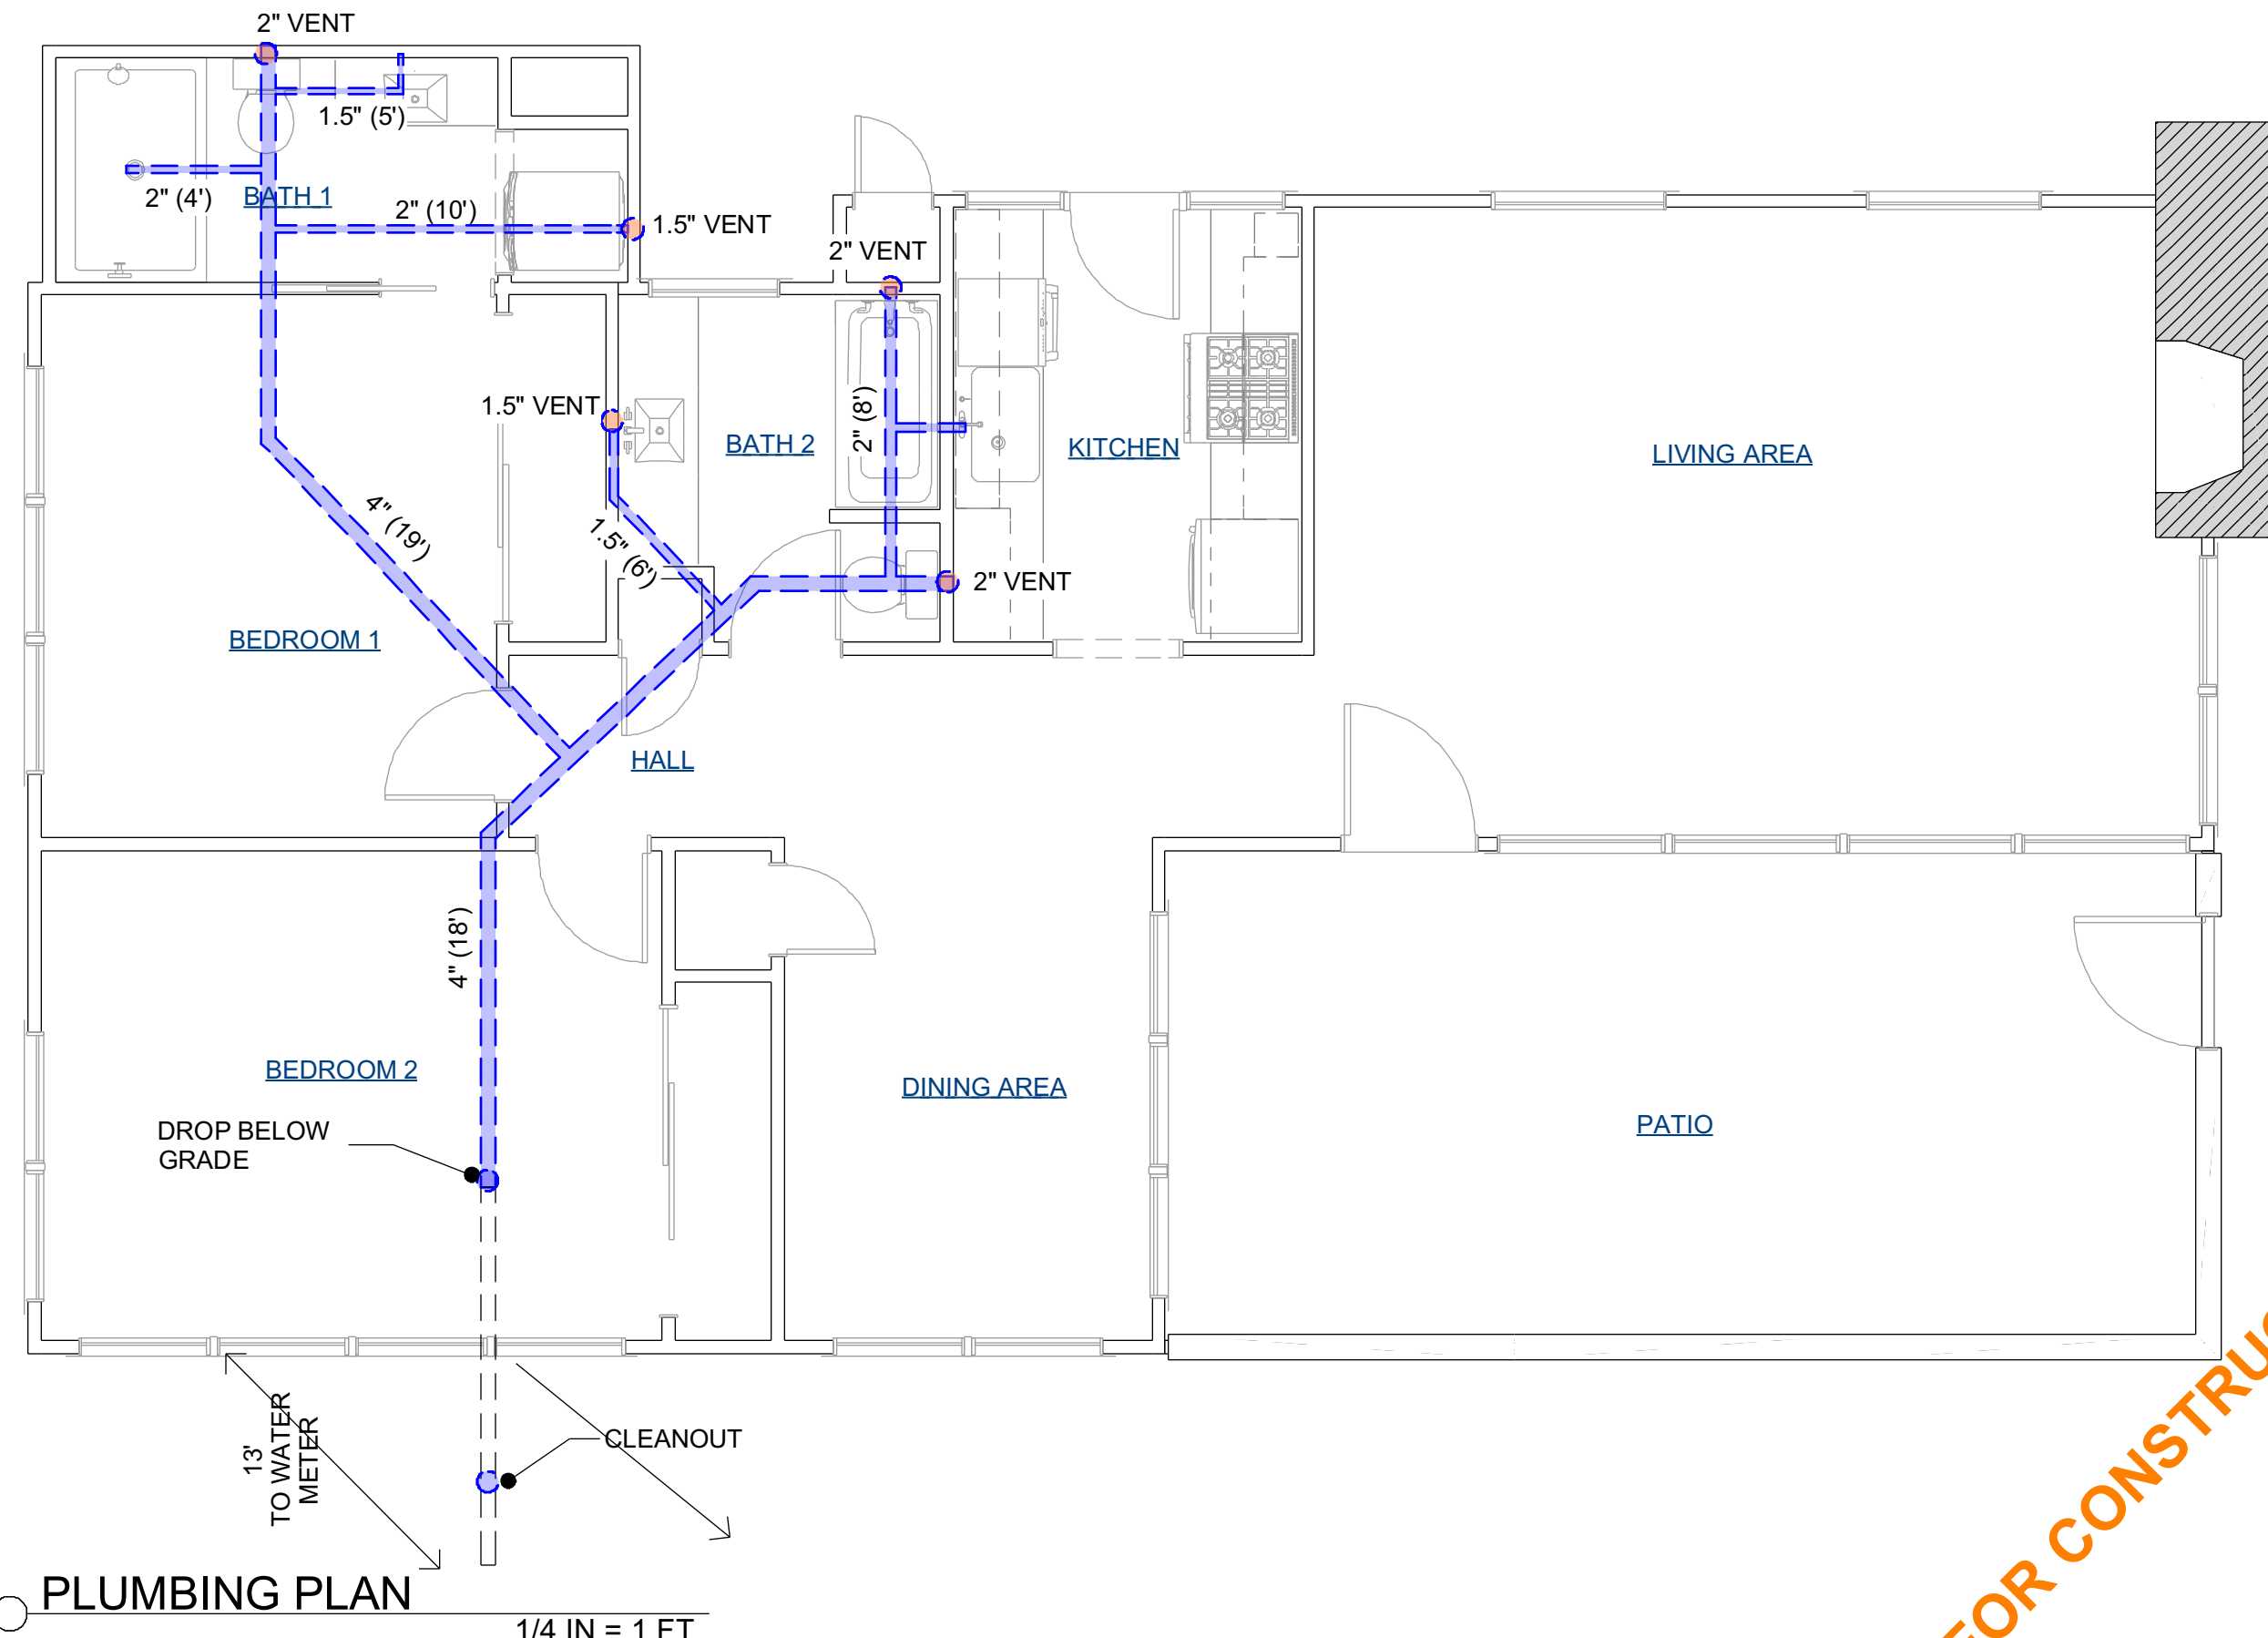 2" VENT
1.5" (5')
2" (4')
BATH 1
2" (10')
1.5" VENT
2" VENT
1.5" VENT
BATH 2
2" (8')
KITCHEN
LIVING AREA
4" (19')
1.5" (6')
2" VENT
BEDROOM 1
HALL
4" (18')
BEDROOM 2
DINING AREA
PATIO
DROP BELOW
GRADE
13'
TO WATER
METER
CLEANOUT
PLUMBING PLAN
1/4 IN = 1 FT
FOR CONSTRUC